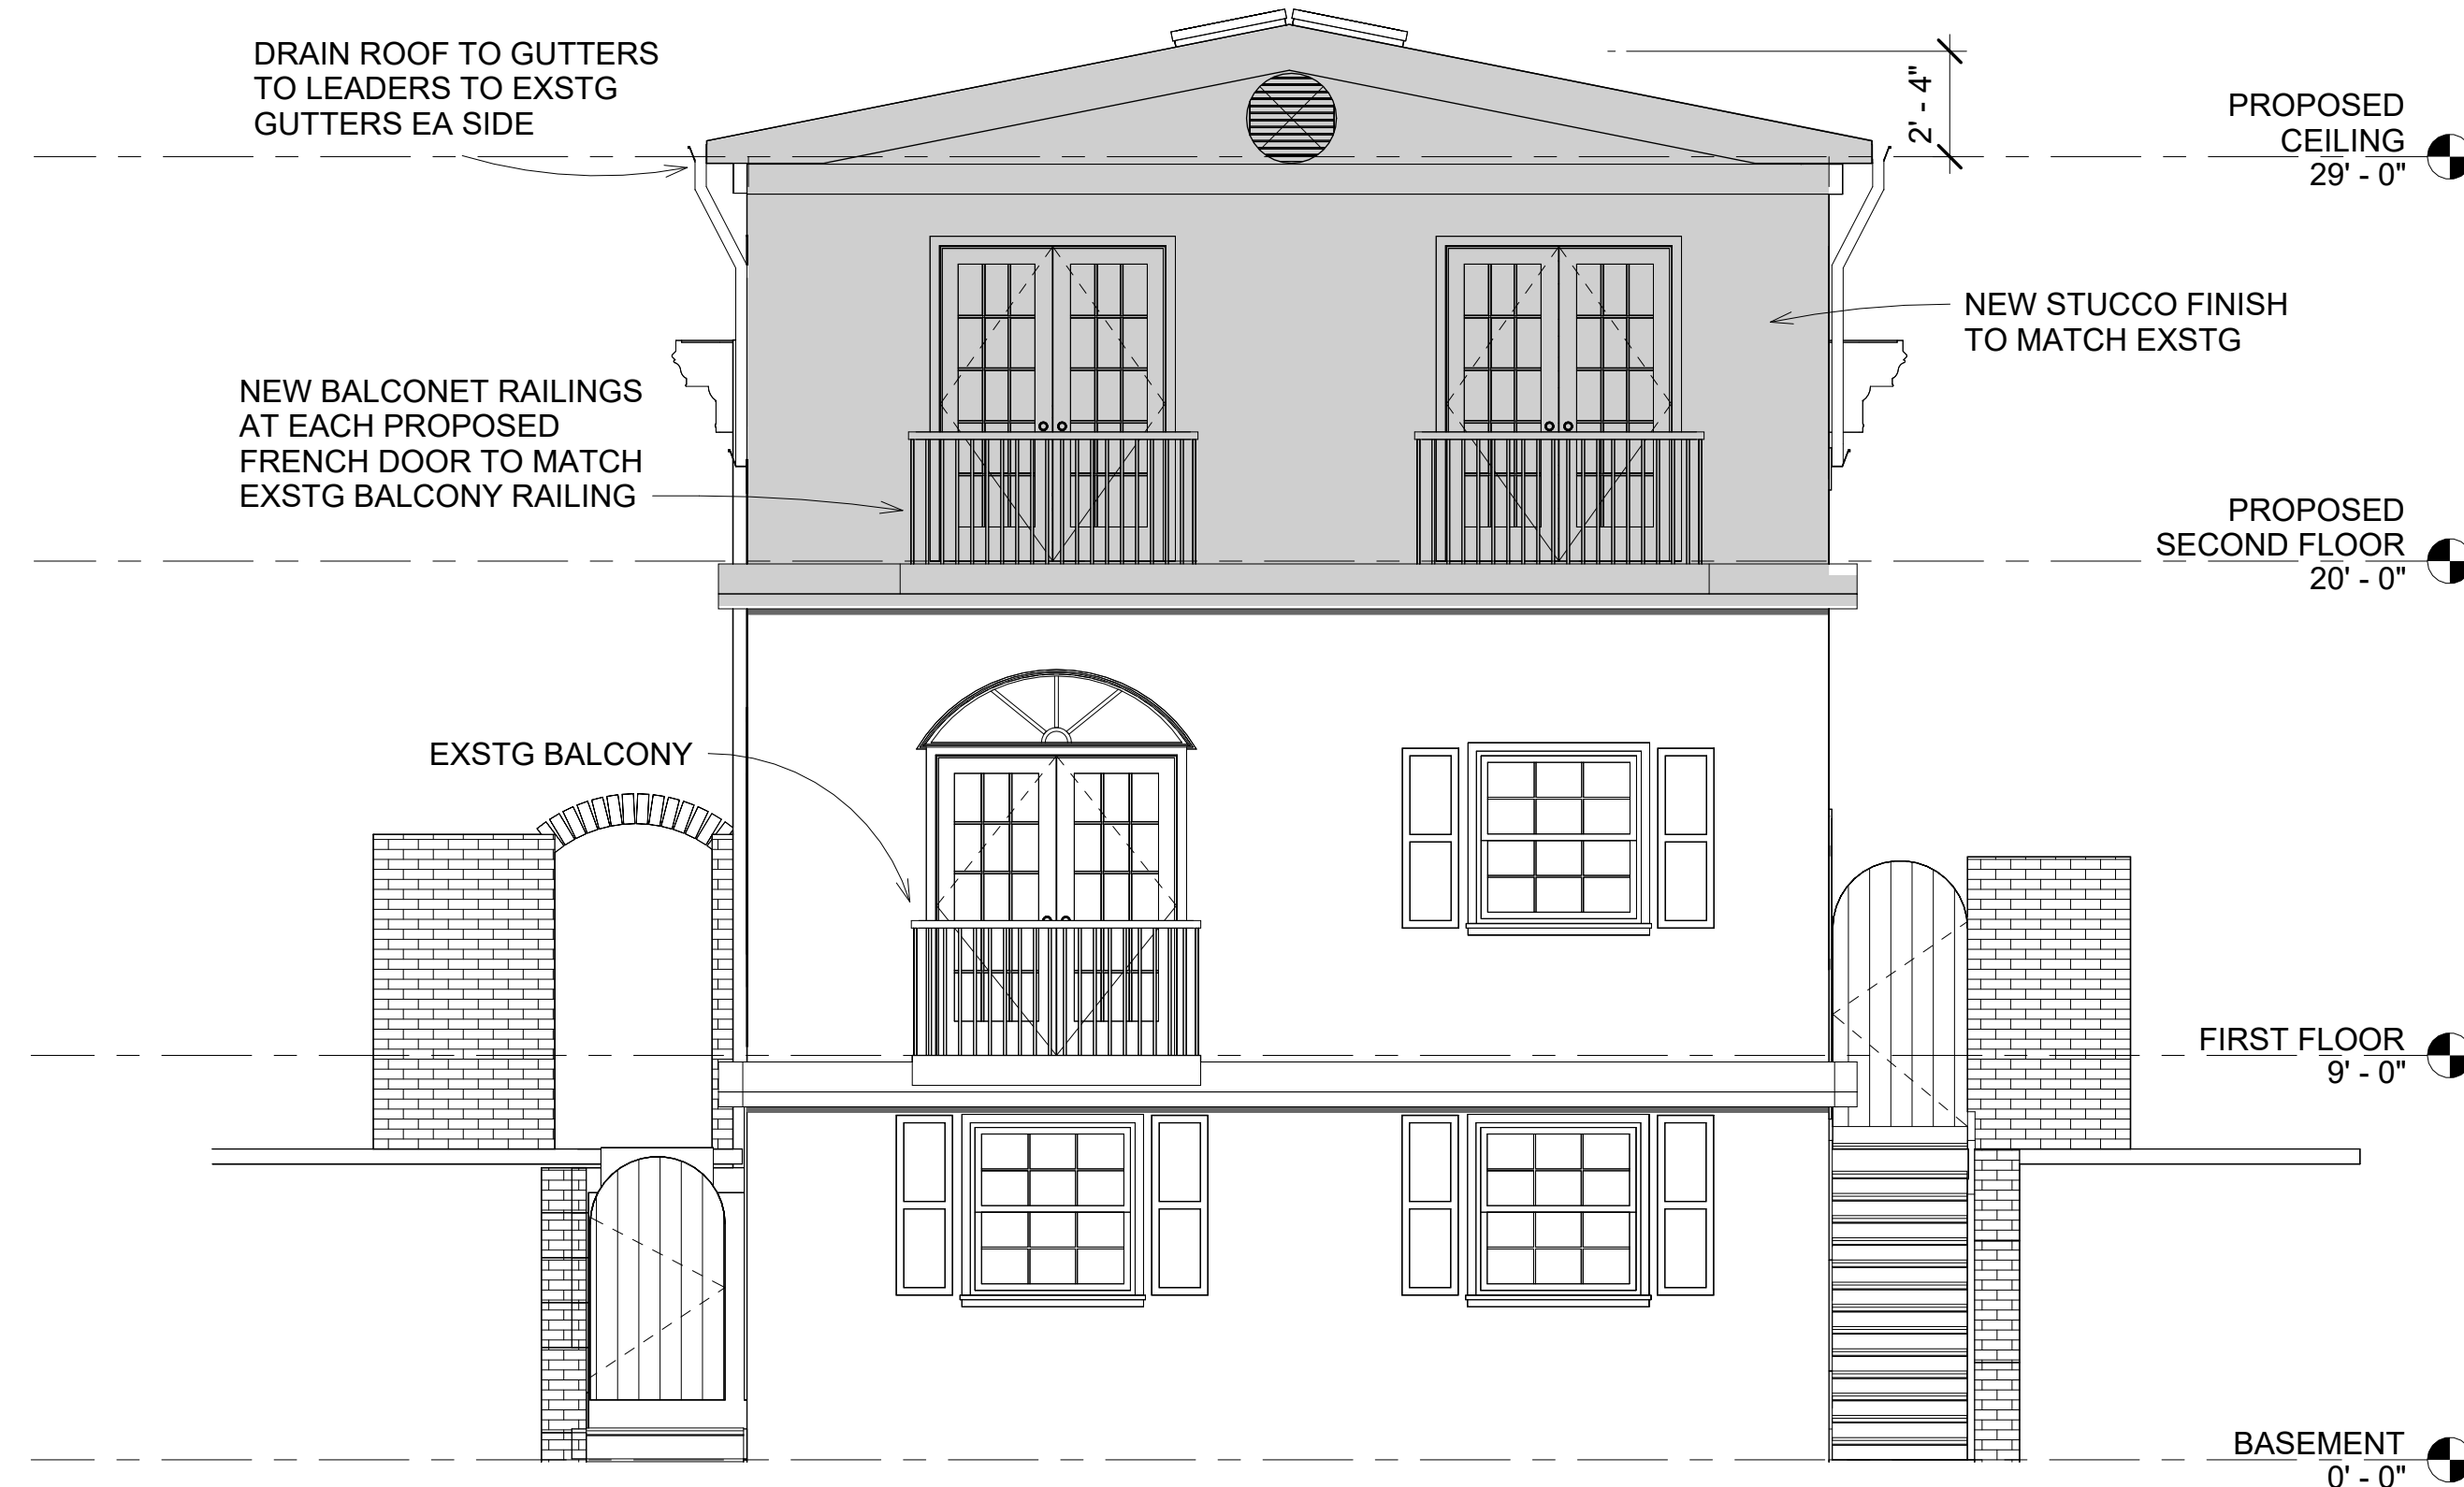 DRAIN ROOF TO GUTTERS
TO LEADERS TO EXSTG
GUTTERS EA SIDE
2' - 4"
PROPOSED
CEILING
29' - 0"
NEW STUCCO FINISH
TO MATCH EXSTG
NEW BALCONET RAILINGS
AT EACH PROPOSED
FRENCH DOOR TO MATCH
EXSTG BALCONY RAILING
PROPOSED
SECOND FLOOR
20' - 0"
EXSTG BALCONY
FIRST FLOOR
9' - 0"
BASEMENT
0' - 0"